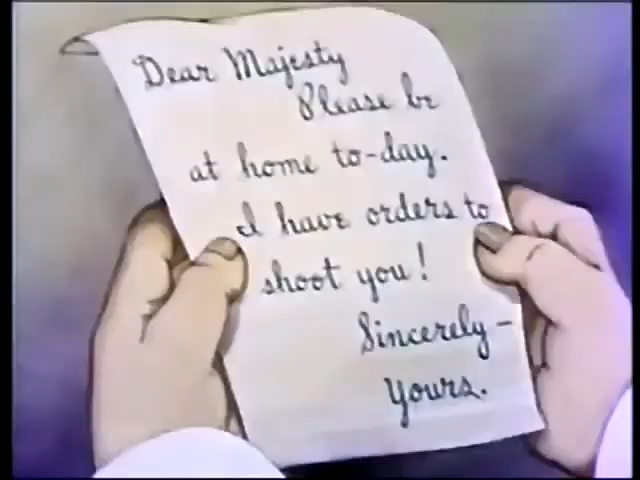 Dear Majesty
Please be
at home to-day.
I have orders to
shoot you!
Sincerely -
yours.